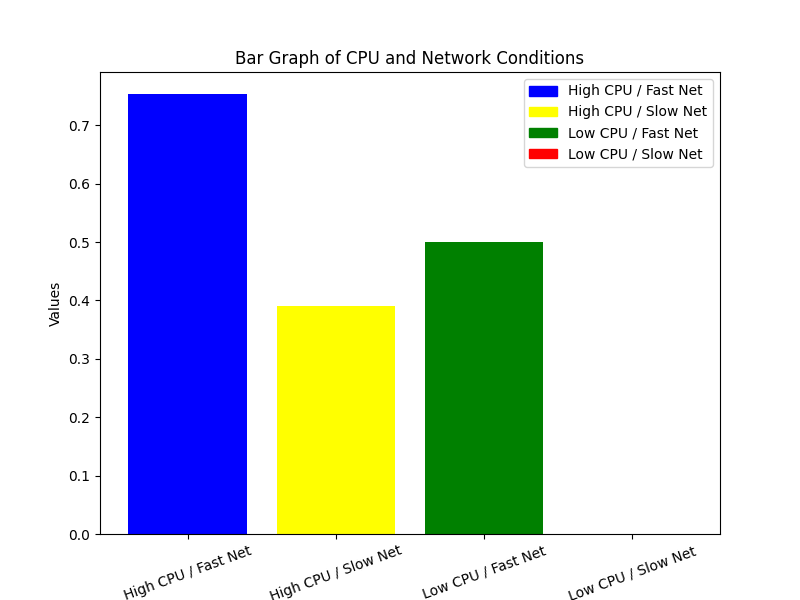 Bar Graph of CPU and Network Conditions
High CPU / Fast Net
High CPU / Slow Net
Low CPU / Fast Net
Low CPU / Slow Net
Values
0.7
0.6
0.5
0.4
0.3
0.2
0.1
0.0
High CPU / Fast Net
High CPU / Slow Net
Low CPU / Fast Net
Low CPU / Slow Net